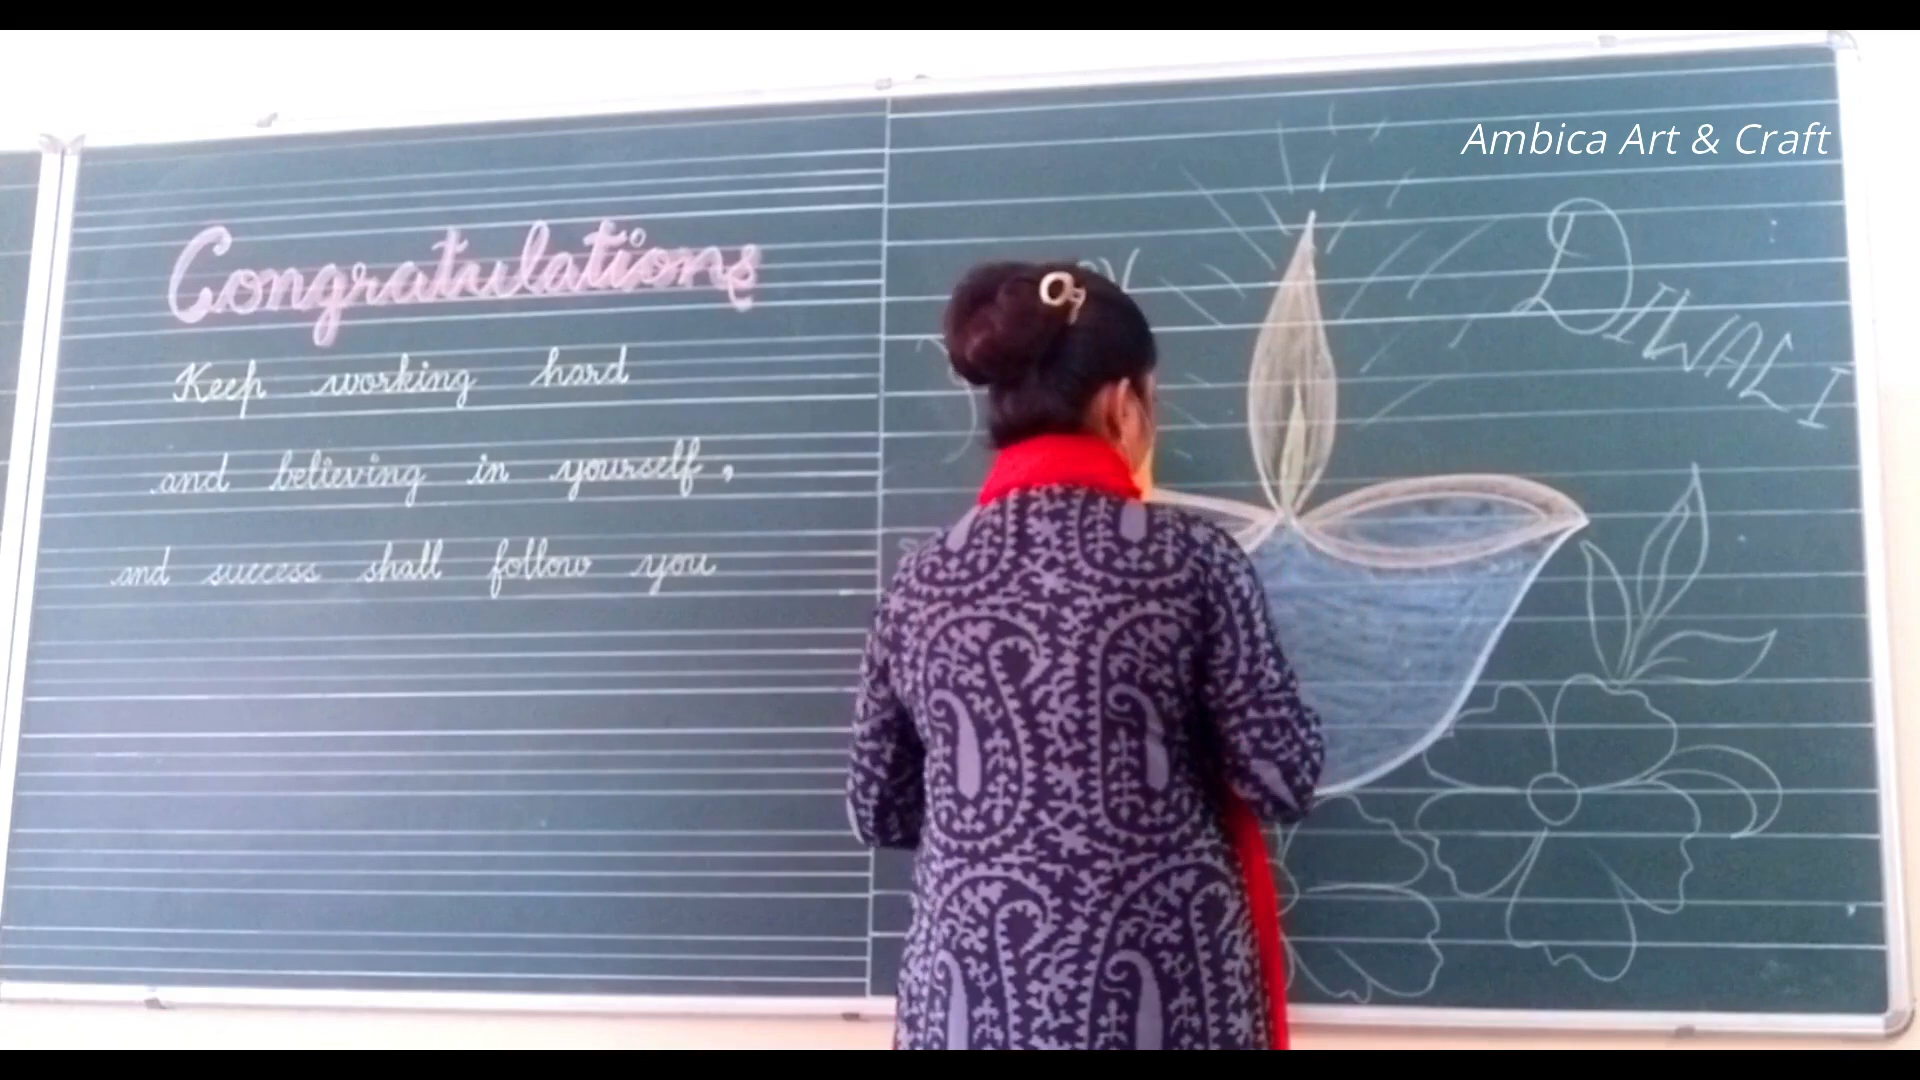 Ambica Art & Craft
Congratulations
Keep working hard
and believing in yourself,
and success shall follow you
DIWALI